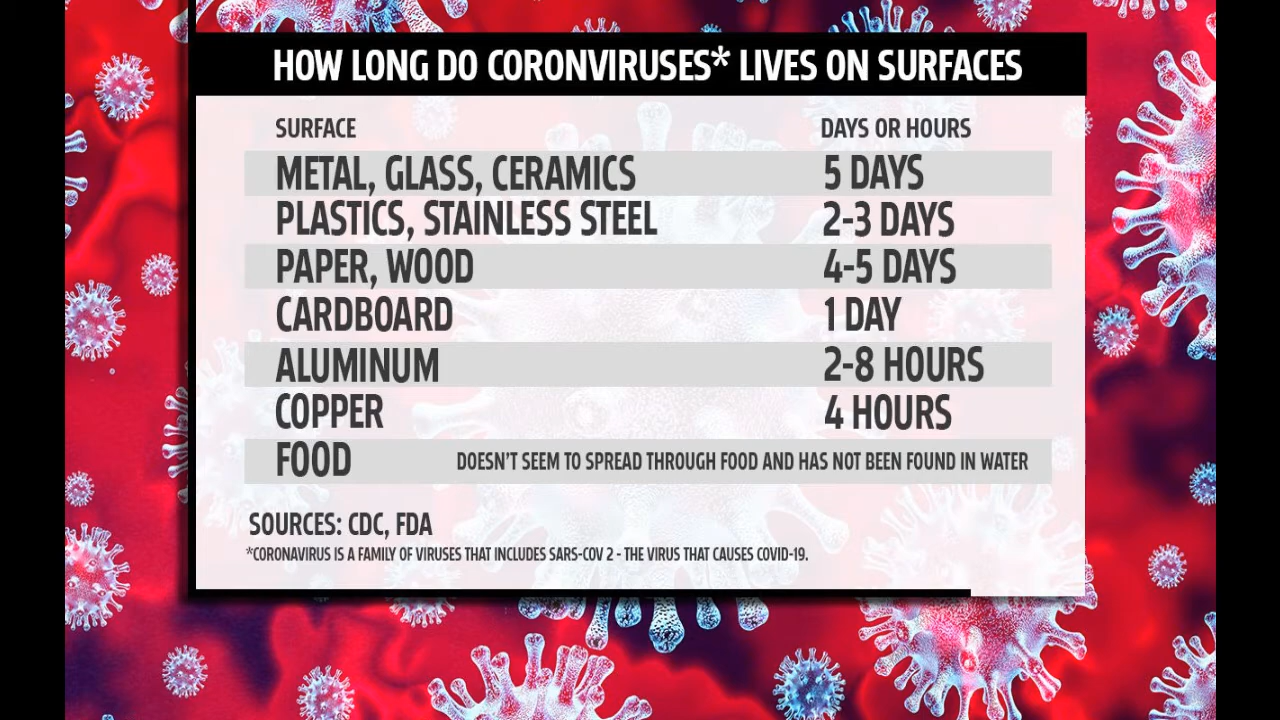 HOW LONG DO CORONVIRUSES* LIVES ON SURFACES
SURFACE DAYS OR HOURS
METAL, GLASS, CERAMICS 5 DAYS
PLASTICS, STAINLESS STEEL 2-3 DAYS
PAPER, WOOD 4-5 DAYS
CARDBOARD 1 DAY
ALUMINUM 2-8 HOURS
COPPER 4 HOURS
FOOD DOESN'T SEEM TO SPREAD THROUGH FOOD AND HAS NOT BEEN FOUND IN WATER
SOURCES: CDC, FDA
*CORONAVIRUS IS A FAMILY OF VIRUSES THAT INCLUDES SARS-COV 2 - THE VIRUS THAT CAUSES COVID-19.